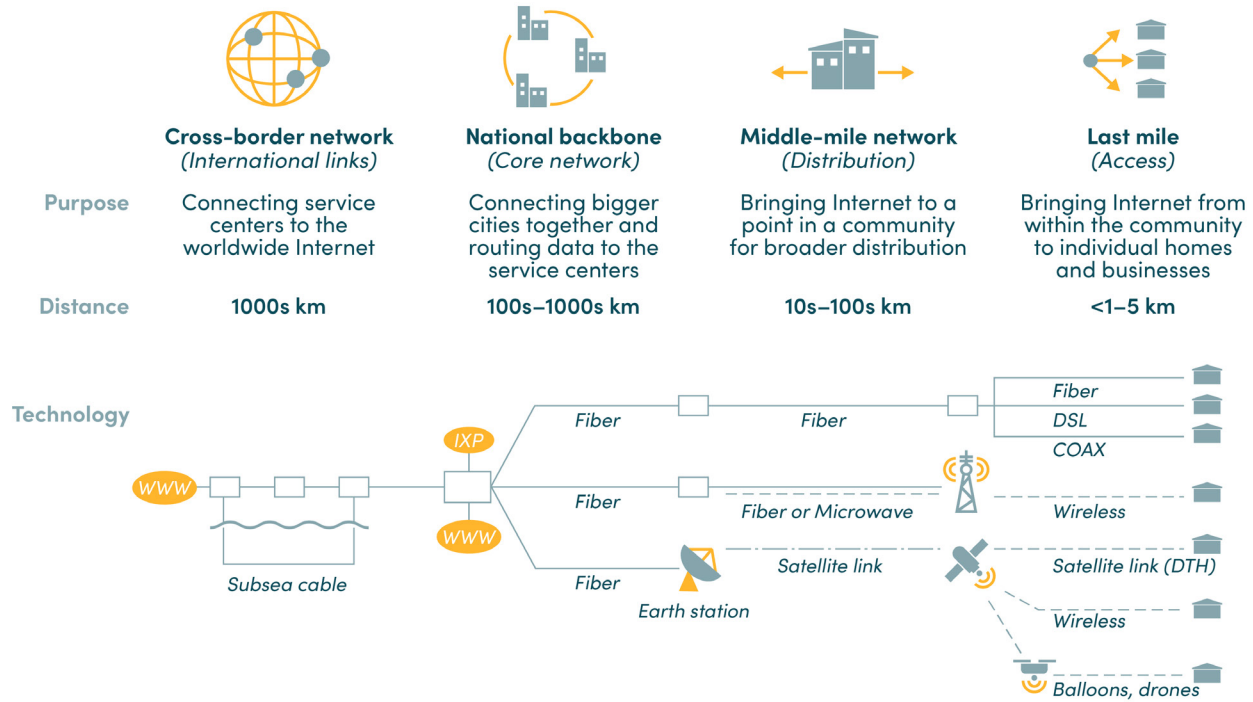 Cross-border network
(International links)
National backbone
(Core network)
Middle-mile network
(Distribution)
Last mile
(Access)
Purpose
Connecting service
centers to the
worldwide Internet
Connecting bigger
cities together and
routing data to the
service centers
Bringing Internet to a
point in a community
for broader distribution
Bringing Internet from
within the community
to individual homes
and businesses
Distance
1000s km
100s–1000s km
10s–100s km
<1–5 km
Technology
WWW
Subsea cable
IXP
WWW
Fiber
Fiber
Fiber
DSL
COAX
Fiber
Fiber or Microwave
Wireless
Fiber
Earth station
Satellite link
Satellite link (DTH)
Wireless
Balloons, drones